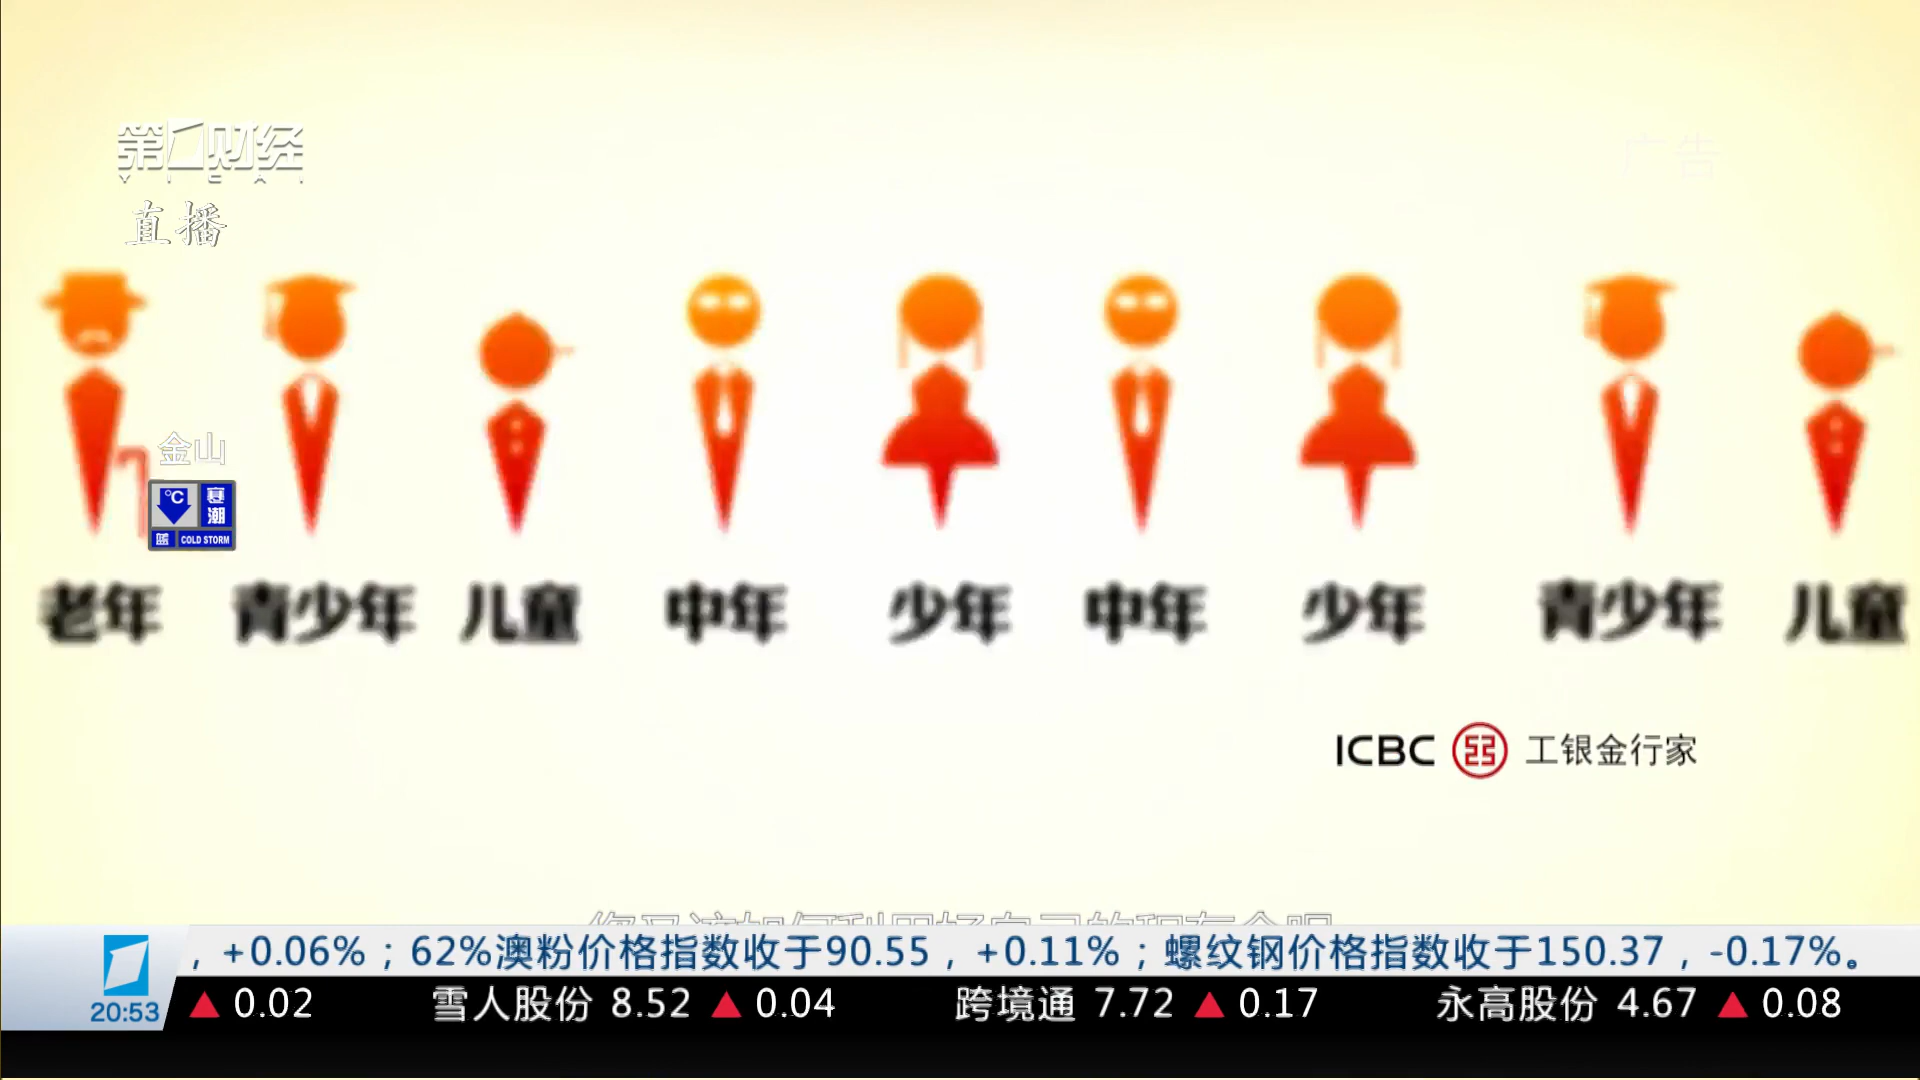 第一财经
YICAI
广告
直播
金山
℃
寒潮
蓝 COLD STORM
老年 青少年 儿童 中年 少年 中年 少年 青少年 儿童
ICBC 工银金行家
，+0.06%；62%澳粉价格指数收于90.55，+0.11%；螺纹钢价格指数收于150.37，-0.17%。
20:53 ▲ 0.02 雪人股份 8.52 ▲ 0.04 跨境通 7.72 ▲ 0.17 永高股份 4.67 ▲ 0.08